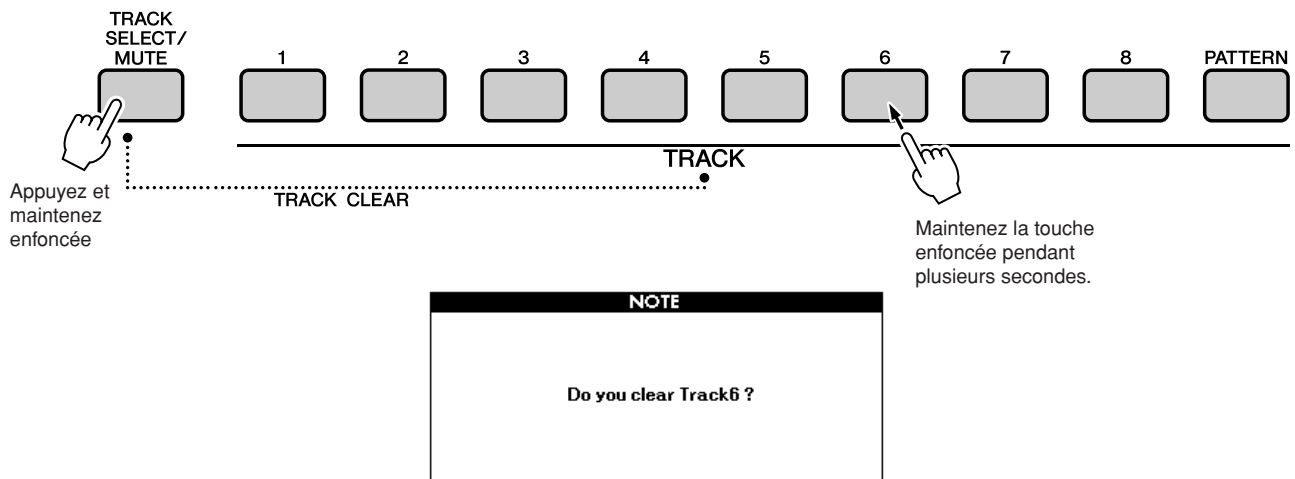 TRACK
SELECT/
MUTE
1 2 3 4 5 6 7 8 PATTERN
TRACK
TRACK CLEAR
Appuyez et
maintenez
enfoncée
Maintenez la touche
enfoncée pendant
plusieurs secondes.
NOTE
Do you clear Track6 ?